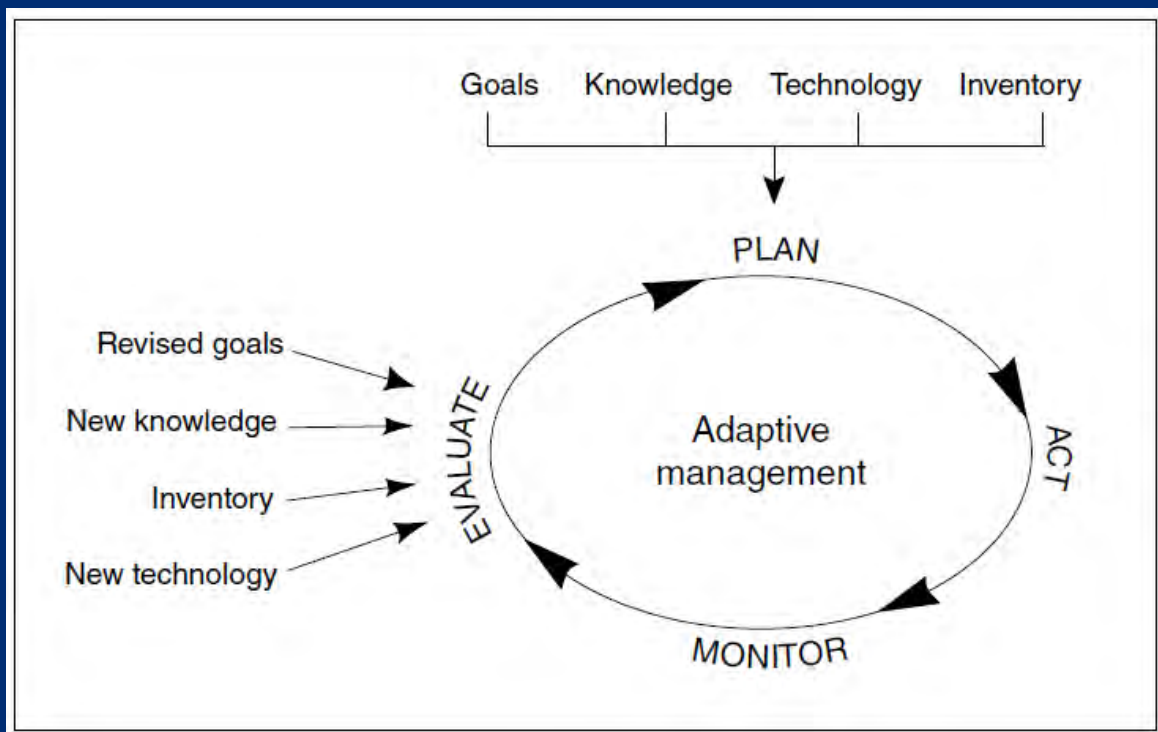 Goals Knowledge Technology Inventory
PLAN
Revised goals
New knowledge
Inventory
New technology
EVALUATE
Adaptive
management
ACT
MONITOR